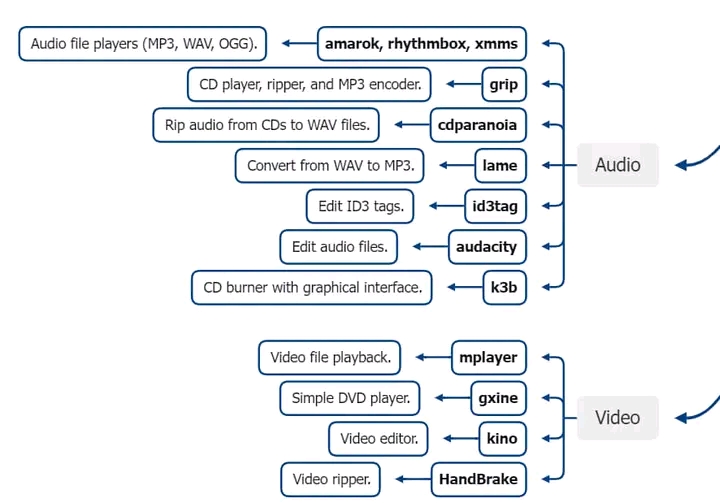 Audio file players (MP3, WAV, OGG). amarok, rhythmbox, xmms
CD player, ripper, and MP3 encoder. grip
Rip audio from CDs to WAV files. cdparanoia
Convert from WAV to MP3. lame
Audio
Edit ID3 tags. id3tag
Edit audio files. audacity
CD burner with graphical interface. k3b
Video file playback. mplayer
Simple DVD player. gxine
Video
Video editor. kino
Video ripper. HandBrake